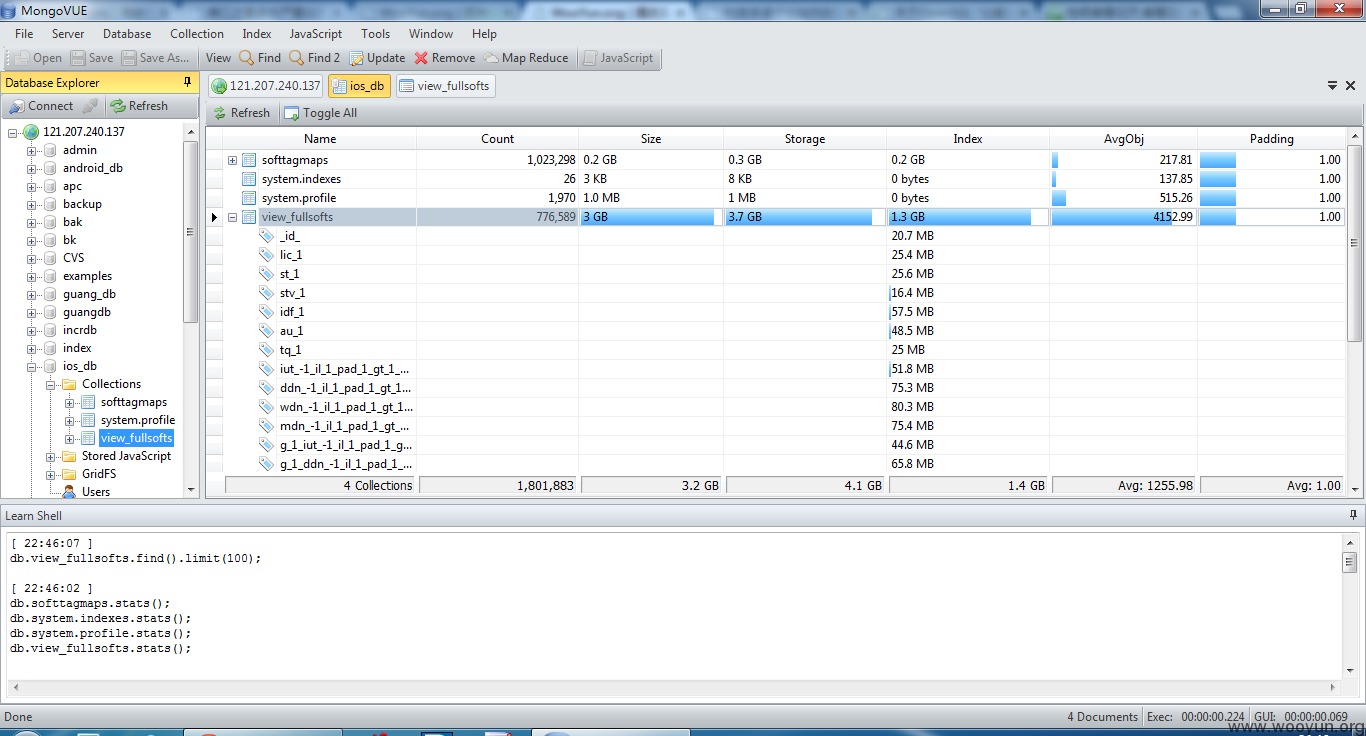 MongoVUE
File Server Database Collection Index JavaScript Tools Window Help
Open Save Save As... View Find Find 2 Update Remove Map Reduce JavaScript
Database Explorer
Connect Refresh
121.207.240.137
admin
android_db
apc
backup
bak
bk
CVS
examples
guang_db
guangdb
incrdb
index
ios_db
Collections
softtagmaps
system.profile
view_fullsofts
Stored JavaScript
GridFS
Users
121.207.240.137 ios_db view_fullsofts
Refresh Toggle All
Name Count Size Storage Index AvgObj Padding
softtagmaps 1,023,298 0.2 GB 0.3 GB 0.2 GB 217.81 1.00
system.indexes 26 3 KB 8 KB 0 bytes 137.85 1.00
system.profile 1,970 1.0 MB 1 MB 0 bytes 515.26 1.00
view_fullsofts 776,589 3 GB 3.7 GB 1.3 GB 4152.99 1.00
_id_ 20.7 MB
lic_1 25.4 MB
st_1 25.6 MB
stv_1 16.4 MB
idf_1 57.5 MB
au_1 48.5 MB
tq_1 25 MB
iut_-1_il_1_pad_1_gt_1_... 51.8 MB
ddn_-1_il_1_pad_1_gt_1... 75.3 MB
wdn_-1_il_1_pad_1_gt_1... 80.3 MB
mdn_-1_il_1_pad_1_gt_... 75.4 MB
g_1_iut_-1_il_1_pad_1_g... 44.6 MB
g_1_ddn_-1_il_1_pad_1_... 65.8 MB
4 Collections 1,801,883 3.2 GB 4.1 GB 1.4 GB Avg: 1255.98 Avg: 1.00
Learn Shell
[ 22:46:07 ]
db.view_fullsofts.find().limit(100);
[ 22:46:02 ]
db.softtagmaps.stats();
db.system.indexes.stats();
db.system.profile.stats();
db.view_fullsofts.stats();
Done 4 Documents Exec: 00:00:00.224 GUI: 00:00:00.069
www.wooyun.org